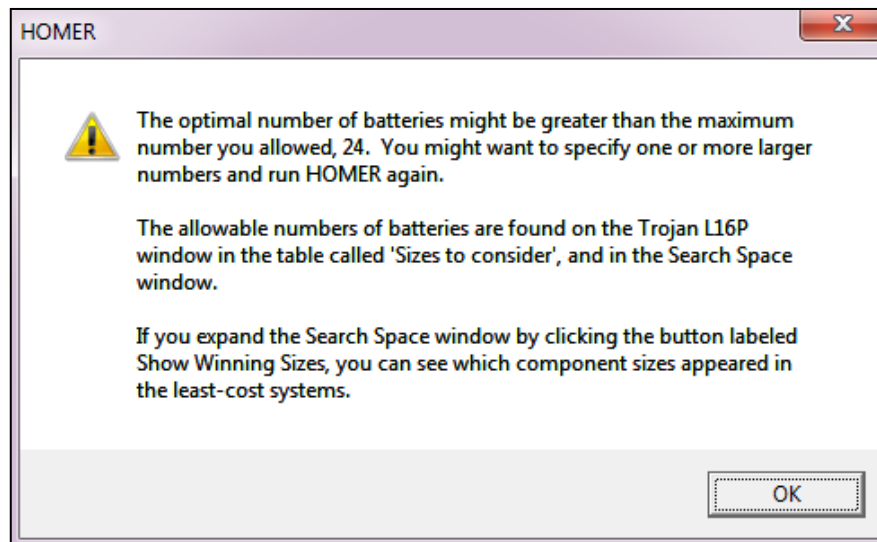 HOMER
The optimal number of batteries might be greater than the maximum
number you allowed, 24.  You might want to specify one or more larger
numbers and run HOMER again.
The allowable numbers of batteries are found on the Trojan L16P
window in the table called 'Sizes to consider', and in the Search Space
window.
If you expand the Search Space window by clicking the button labeled
Show Winning Sizes, you can see which component sizes appeared in
the least-cost systems.
OK